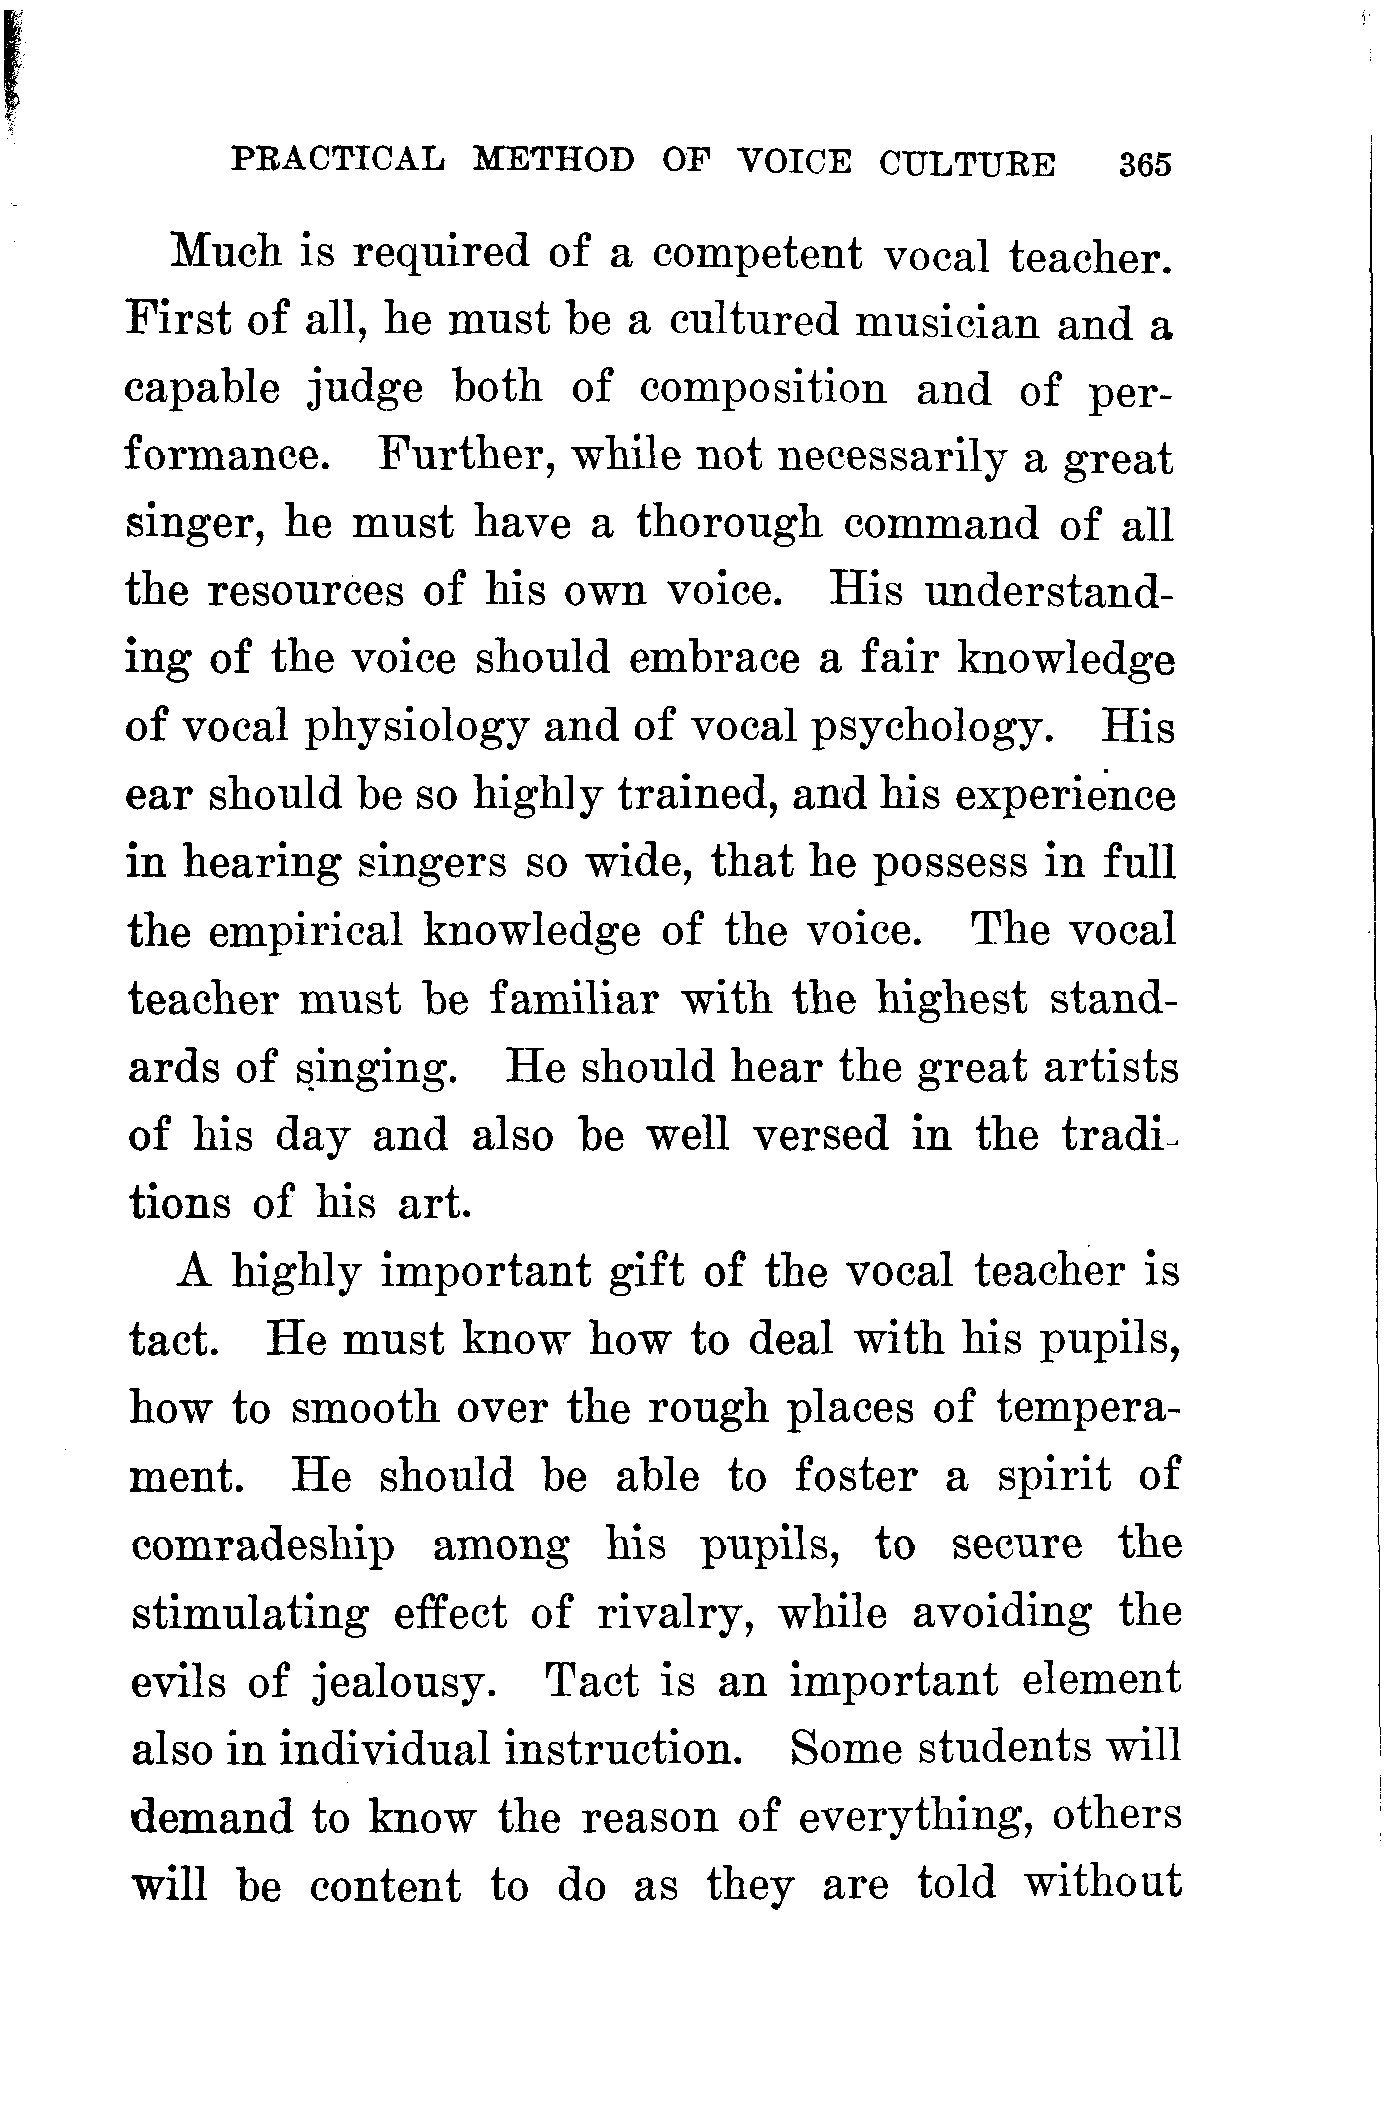 PRACTICAL METHOD OF VOICE CULTURE 365
Much is required of a competent vocal teacher.
First of all, he must be a cultured musician and a
capable judge both of composition and of per-
formance. Further, while not necessarily a great
singer, he must have a thorough command of all
the resources of his own voice. His understand-
ing of the voice should embrace a fair knowledge
of vocal physiology and of vocal psychology. His
ear should be so highly trained, and his experience
in hearing singers so wide, that he possess in full
the empirical knowledge of the voice. The vocal
teacher must be familiar with the highest stand-
ards of singing. He should hear the great artists
of his day and also be well versed in the tradi-
tions of his art.
A highly important gift of the vocal teacher is
tact. He must know how to deal with his pupils,
how to smooth over the rough places of tempera-
ment. He should be able to foster a spirit of
comradeship among his pupils, to secure the
stimulating effect of rivalry, while avoiding the
evils of jealousy. Tact is an important element
also in individual instruction. Some students will
demand to know the reason of everything, others
will be content to do as they are told without